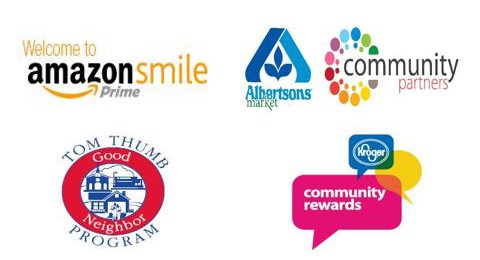 Welcome to
amazonsmile
Prime
Albertsons
market
community
partners
TOM THUMB
Good
Neighbor
PROGRAM
Kroger
community
rewards